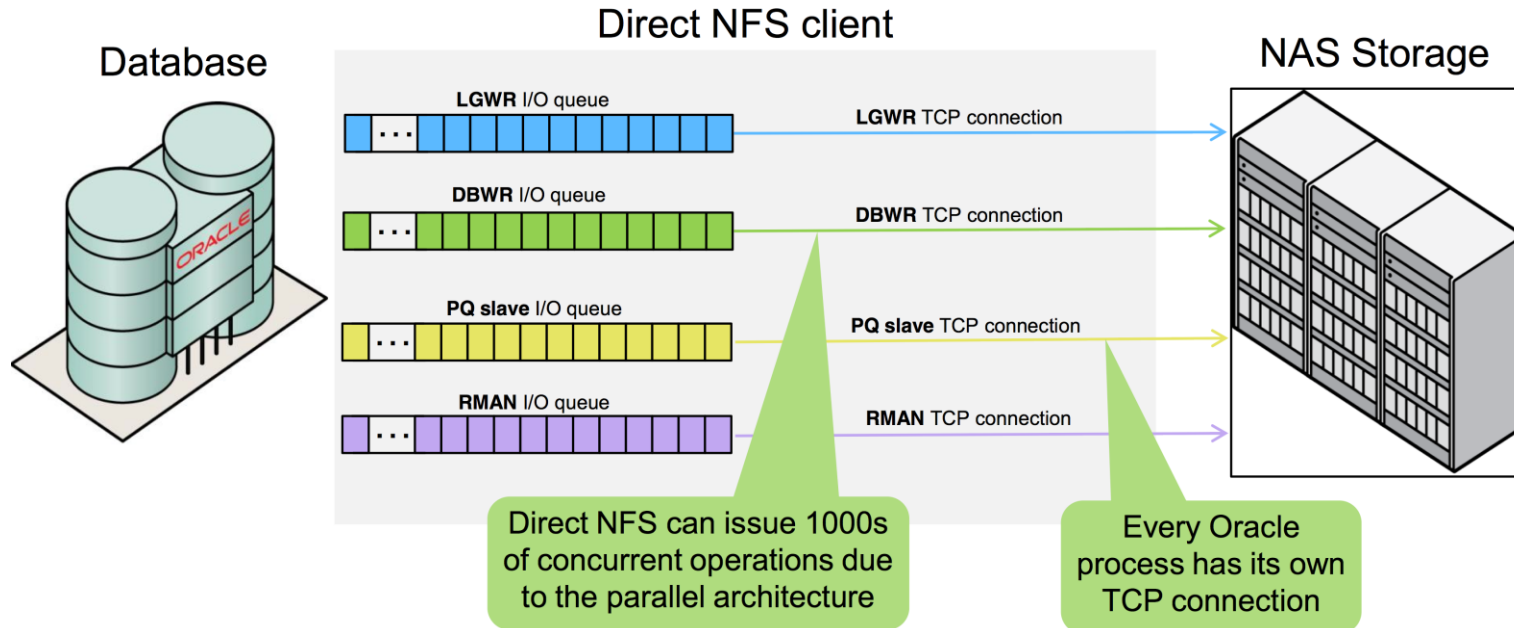 Direct NFS client
Database
NAS Storage
ORACLE
LGWR I/O queue
...
LGWR TCP connection
DBWR I/O queue
...
DBWR TCP connection
PQ slave I/O queue
...
PQ slave TCP connection
RMAN I/O queue
...
RMAN TCP connection
Direct NFS can issue 1000s
of concurrent operations due
to the parallel architecture
Every Oracle
process has its own
TCP connection